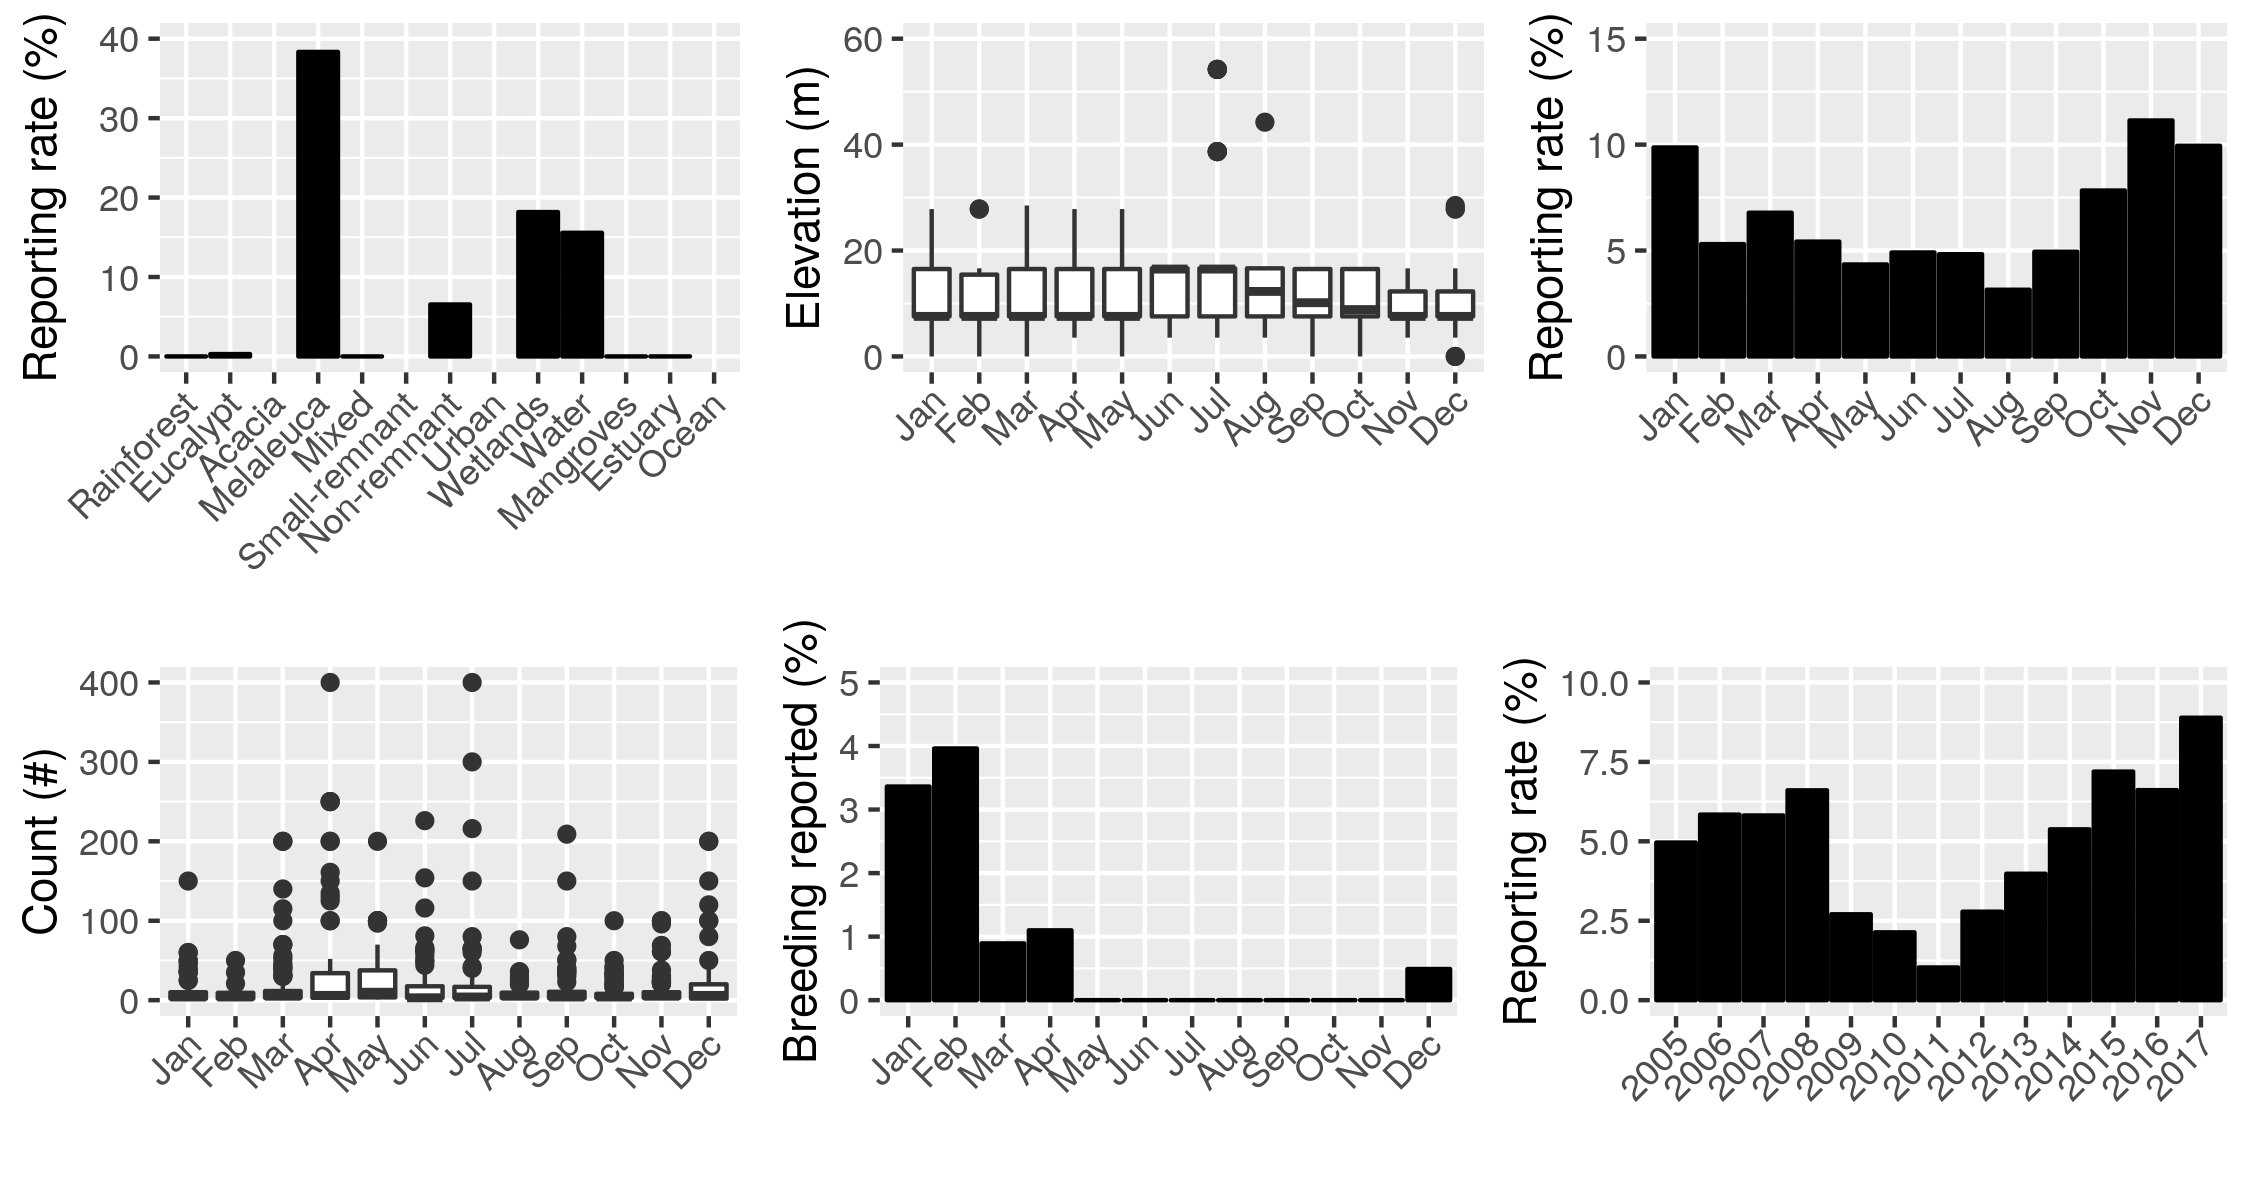 Reporting rate (%)
40
30
20
10
0
Rainforest
Eucalypt
Acacia
Melaleuca
Mixed
Small-remnant
Non-remnant
Urban
Wetlands
Water
Mangroves
Estuary
Ocean
Elevation (m)
60
40
20
0
Jan
Feb
Mar
Apr
May
Jun
Jul
Aug
Sep
Oct
Nov
Dec
Reporting rate (%)
15
10
5
0
Jan
Feb
Mar
Apr
May
Jun
Jul
Aug
Sep
Oct
Nov
Dec
Count (#)
400
300
200
100
0
Jan
Feb
Mar
Apr
May
Jun
Jul
Aug
Sep
Oct
Nov
Dec
Breeding reported (%)
5
4
3
2
1
0
Jan
Feb
Mar
Apr
May
Jun
Jul
Aug
Sep
Oct
Nov
Dec
Reporting rate (%)
10.0
7.5
5.0
2.5
0.0
2005
2006
2007
2008
2009
2010
2011
2012
2013
2014
2015
2016
2017